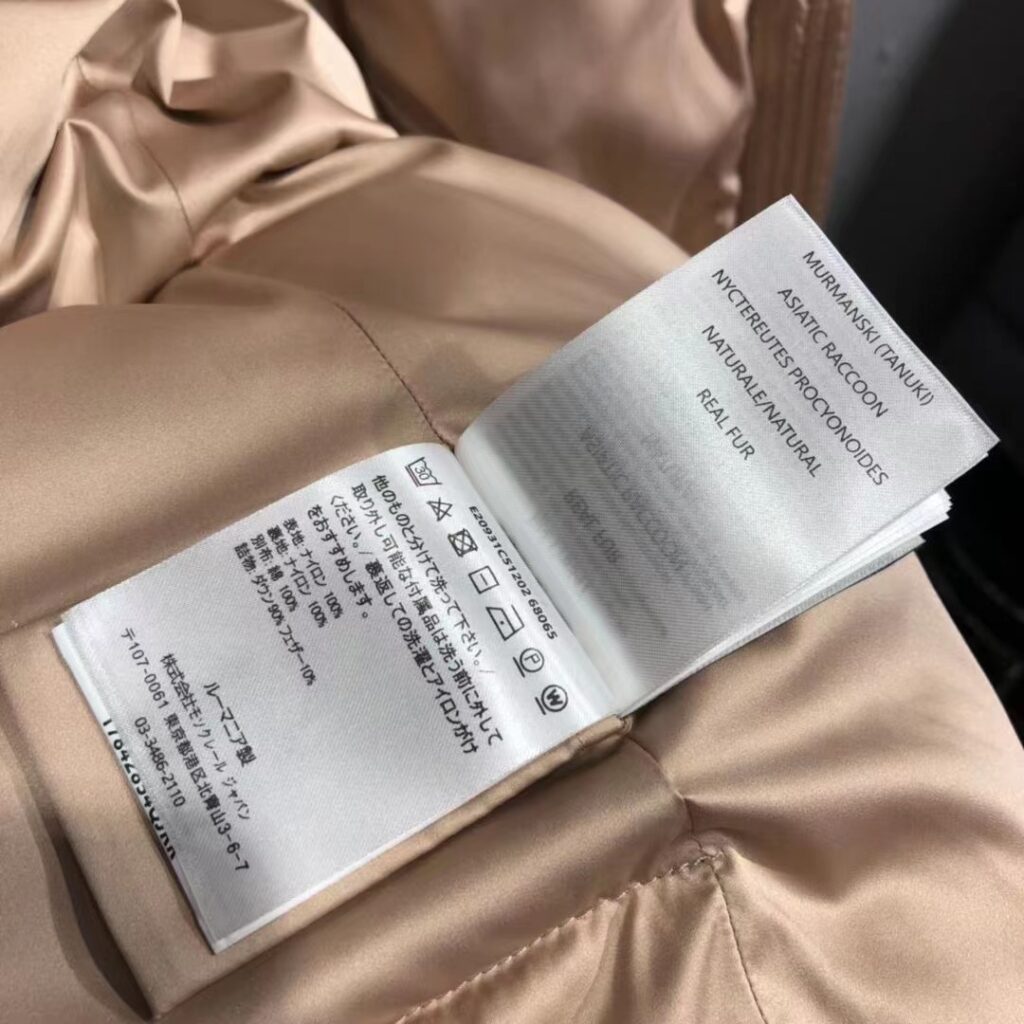 MURMANSKI (TANUKI)
ASIATIC RACCOON
NYCTEREUTES PROCYONOIDES
NATURALE/NATURAL
REAL FUR
E20931C51202 68065
30
P
W
他のものと分けて洗って下さい。/
取り外し可能な付属品は洗う前に外して
ください。/ 裏返しての洗濯とアイロンがけ
をおすすめします。
表地: ナイロン 100%
裏地: ナイロン 100%
別布: 綿 100%
詰物: ダウン90% フェザー10%
ルーマニア製
株式会社モンクレール ジャパン
〒107-0061 東京都港区北青山3-6-7
03-3486-2110